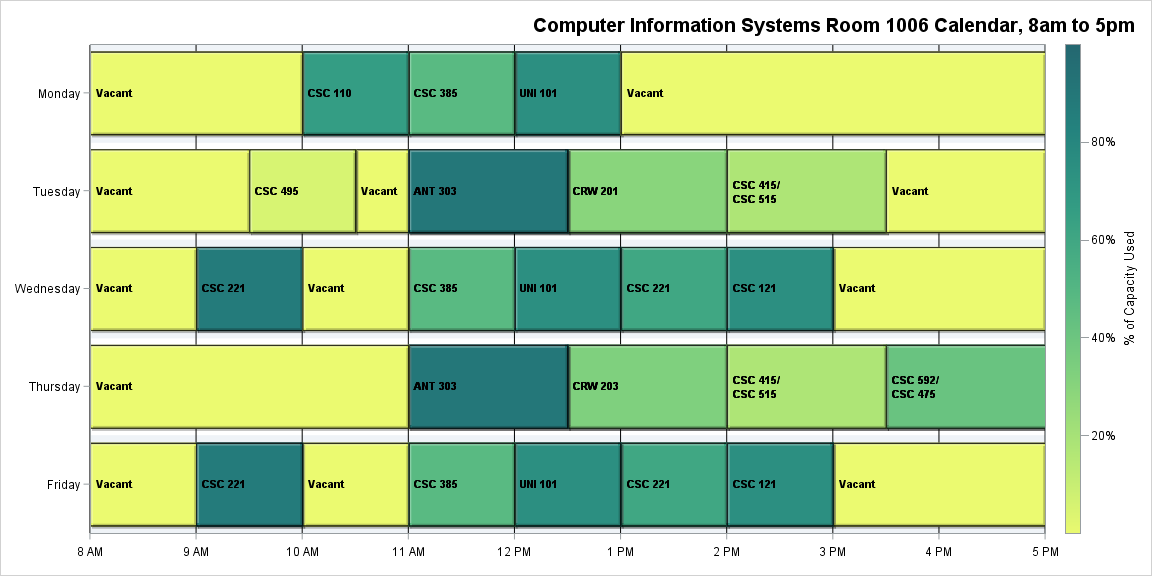 Computer Information Systems Room 1006 Calendar, 8am to 5pm
Monday
Vacant
CSC 110
CSC 385
UNI 101
Vacant
Tuesday
Vacant
CSC 495
Vacant
ANT 303
CRW 201
CSC 415/
CSC 515
Vacant
Wednesday
Vacant
CSC 221
Vacant
CSC 385
UNI 101
CSC 221
CSC 121
Vacant
Thursday
Vacant
ANT 303
CRW 203
CSC 415/
CSC 515
CSC 592/
CSC 475
Friday
Vacant
CSC 221
Vacant
CSC 385
UNI 101
CSC 221
CSC 121
Vacant
8 AM
9 AM
10 AM
11 AM
12 PM
1 PM
2 PM
3 PM
4 PM
5 PM
80%
60%
40%
20%
% of Capacity Used